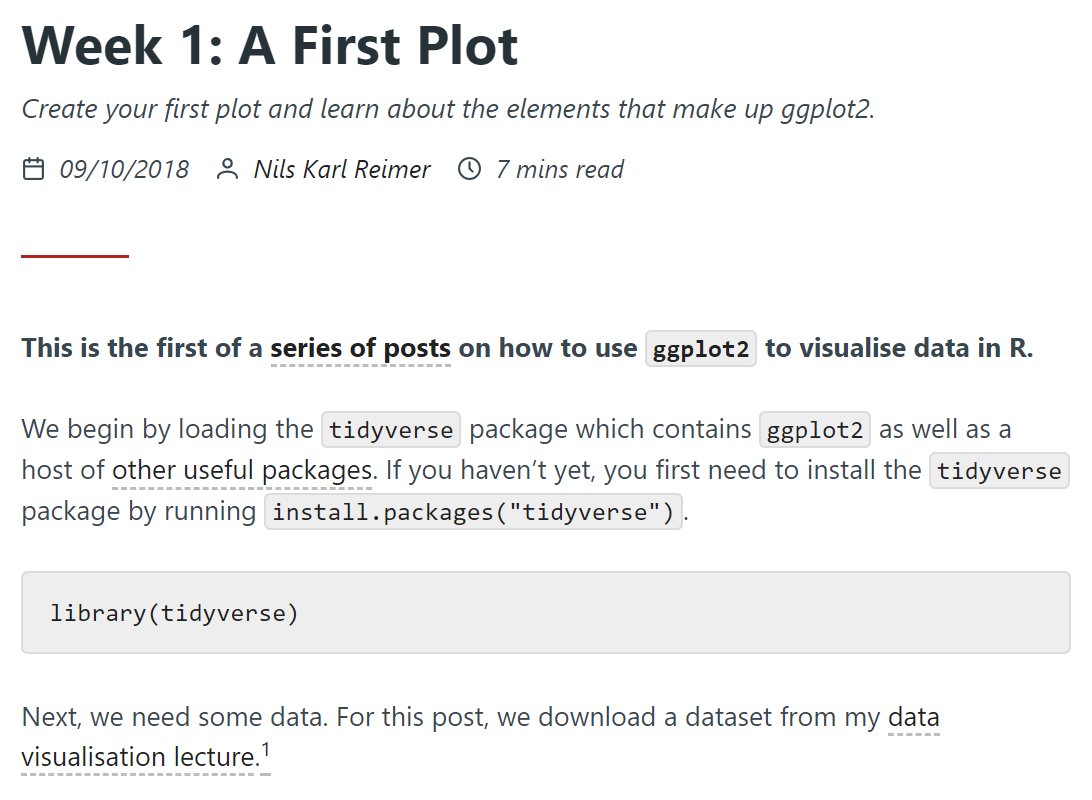 Week 1: A First Plot
Create your first plot and learn about the elements that make up ggplot2.
09/10/2018 Nils Karl Reimer 7 mins read
This is the first of a series of posts on how to use ggplot2 to visualise data in R.
We begin by loading the tidyverse package which contains ggplot2 as well as a
host of other useful packages. If you haven’t yet, you first need to install the tidyverse
package by running install.packages("tidyverse").
library(tidyverse)
Next, we need some data. For this post, we download a dataset from my data
visualisation lecture.1